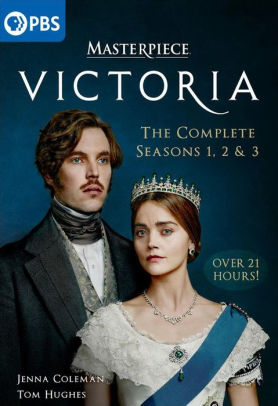 PBS
MASTERPIECE
VICTORIA
THE COMPLETE
SEASONS 1, 2 & 3
OVER 21
HOURS!
JENNA COLEMAN
TOM HUGHES